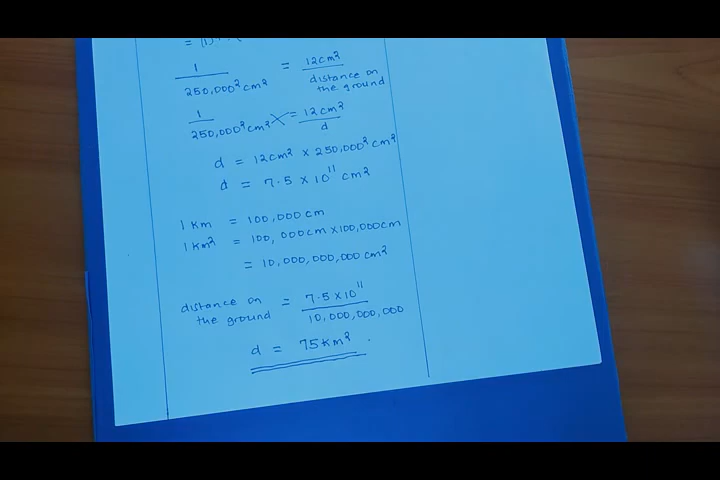 1 / 250,000² cm² = 12cm² / distance on the ground
1 / 250,000² cm² = 12cm² / d
d = 12cm² × 250,000² cm²
d = 7.5 × 10¹¹ cm²
1 km = 100,000 cm
1 km² = 100,000cm × 100,000cm
= 10,000,000,000 cm²
distance on the ground = 7.5 × 10¹¹ / 10,000,000,000
d = 75 km²